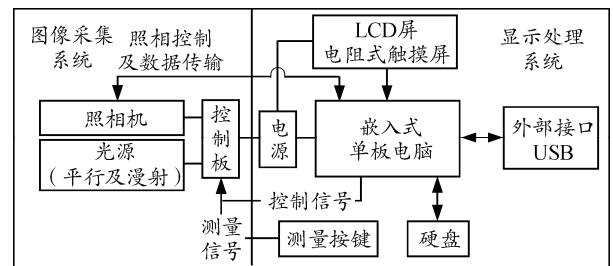 图像采集
系统
照相控制
及数据传输
LCD屏
电阻式触摸屏
显示处理
系统
照相机
光源
(平行及漫射)
控制板
电源
嵌入式
单板电脑
外部接口
USB
控制信号
测量
信号
测量按键
硬盘